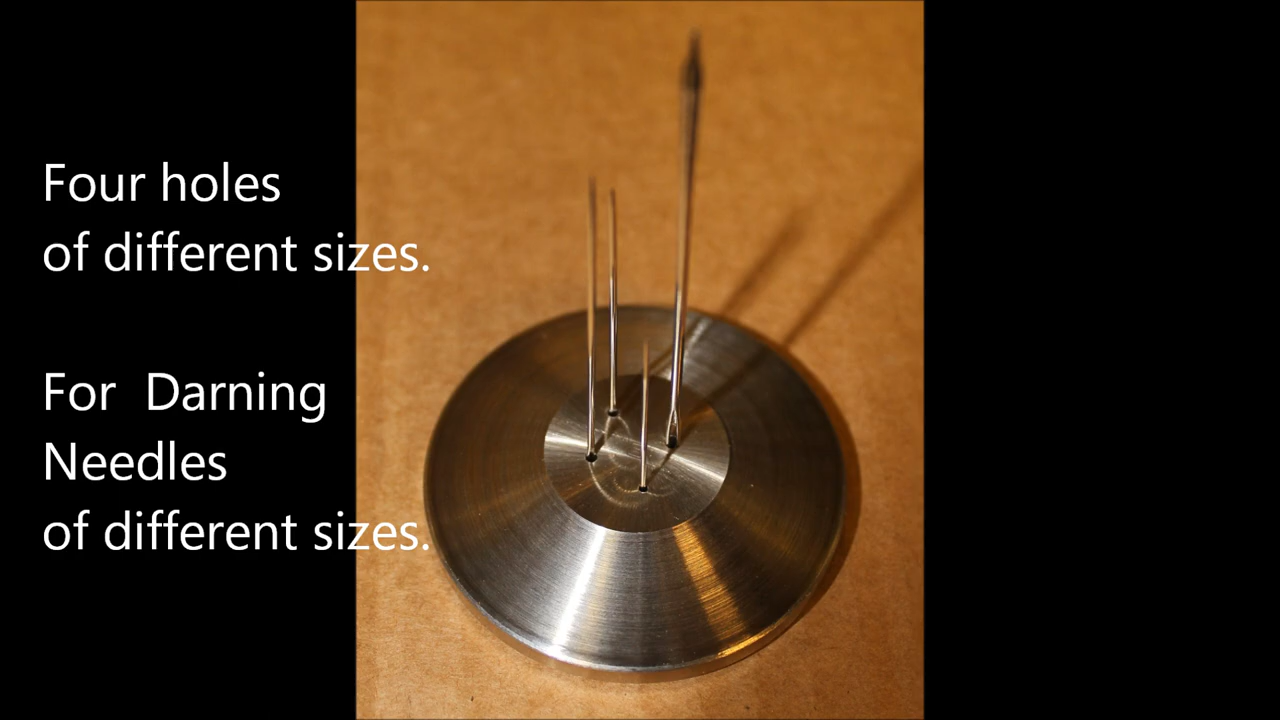 Four holes
of different sizes.
For Darning
Needles
of different sizes.